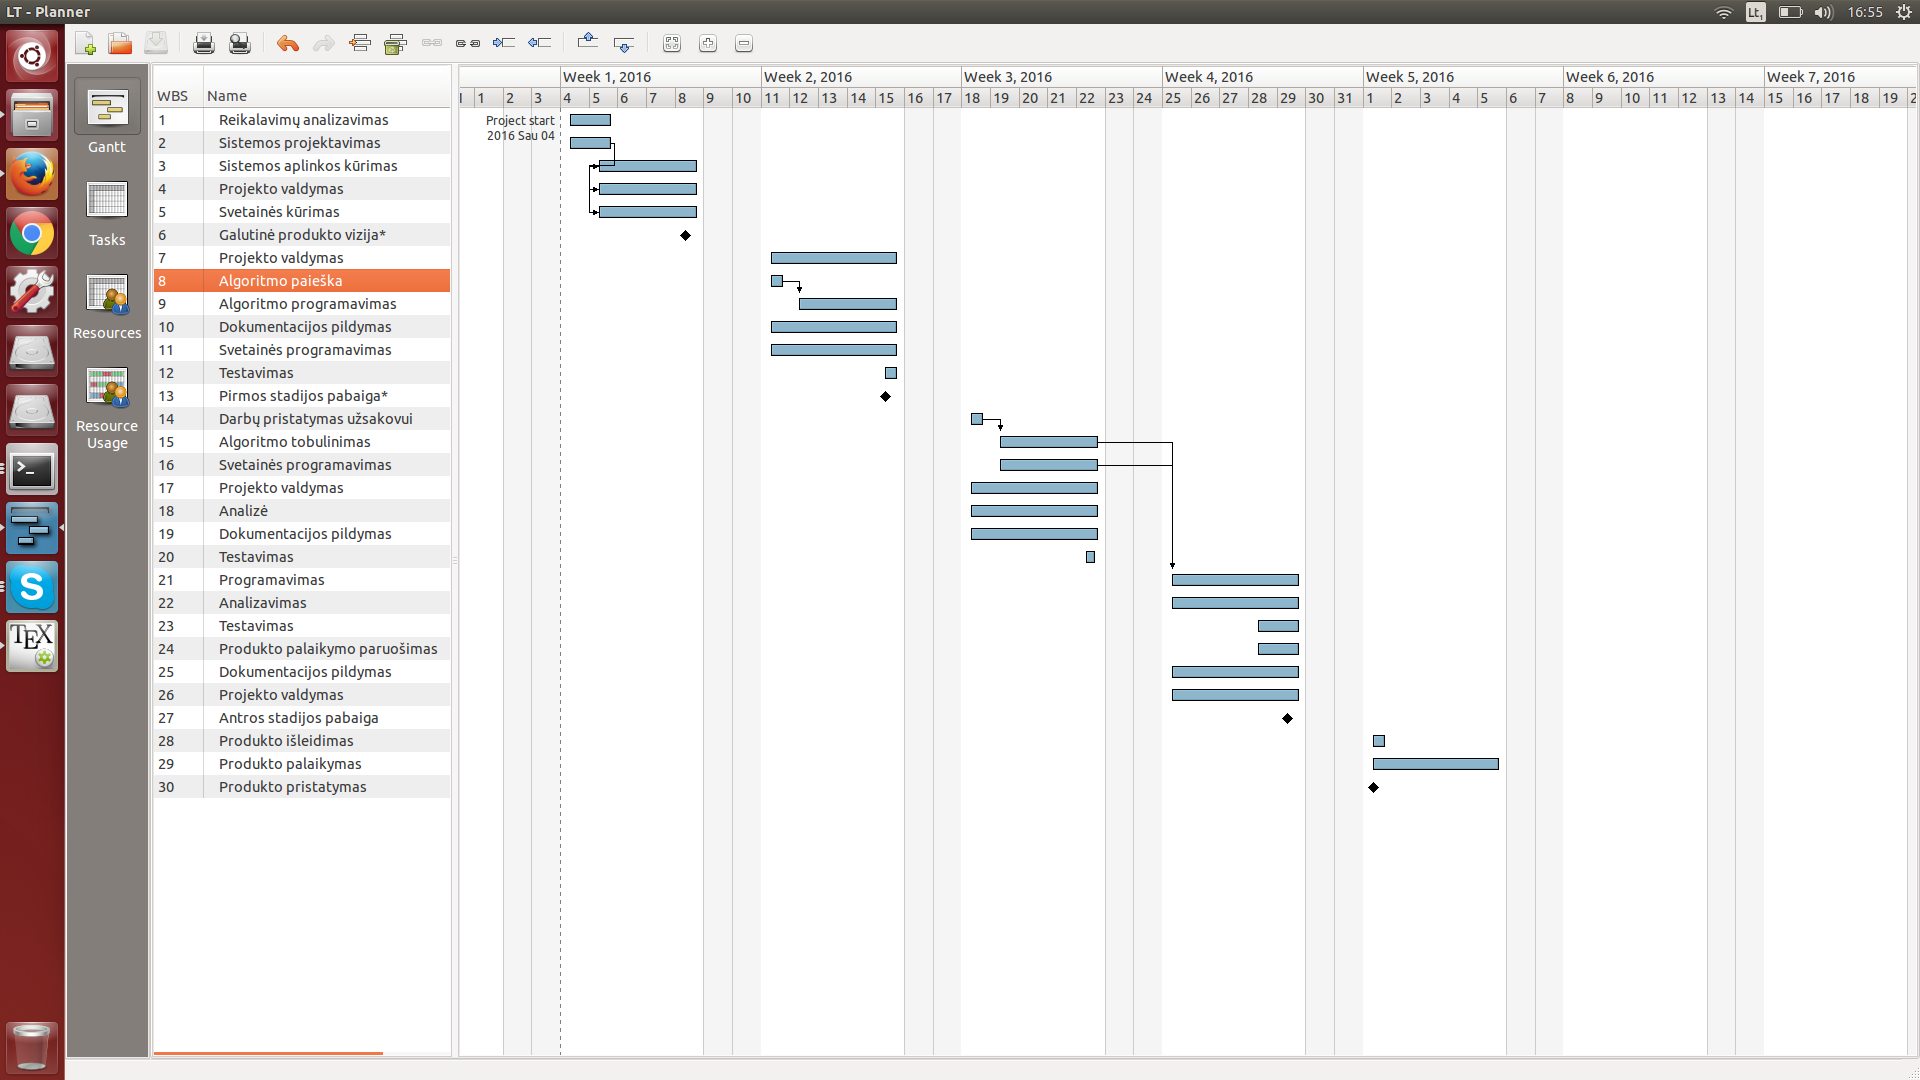 LT - Planner
Lt1
16:55
Gantt
Tasks
Resources
Resource
Usage
WBS Name
1 Reikalavimų analizavimas
2 Sistemos projektavimas
3 Sistemos aplinkos kūrimas
4 Projekto valdymas
5 Svetainės kūrimas
6 Galutinė produkto vizija*
7 Projekto valdymas
8 Algoritmo paieška
9 Algoritmo programavimas
10 Dokumentacijos pildymas
11 Svetainės programavimas
12 Testavimas
13 Pirmos stadijos pabaiga*
14 Darbų pristatymas užsakovui
15 Algoritmo tobulinimas
16 Svetainės programavimas
17 Projekto valdymas
18 Analizė
19 Dokumentacijos pildymas
20 Testavimas
21 Programavimas
22 Analizavimas
23 Testavimas
24 Produkto palaikymo paruošimas
25 Dokumentacijos pildymas
26 Projekto valdymas
27 Antros stadijos pabaiga
28 Produkto išleidimas
29 Produkto palaikymas
30 Produkto pristatymas
Week 1, 2016 Week 2, 2016 Week 3, 2016 Week 4, 2016 Week 5, 2016 Week 6, 2016 Week 7, 2016
1 2 3 4 5 6 7 8 9 10 11 12 13 14 15 16 17 18 19 20 21 22 23 24 25 26 27 28 29 30 31 1 2 3 4 5 6 7 8 9 10 11 12 13 14 15 16 17 18 19 2
Project start
2016 Sau 04
TEX
S